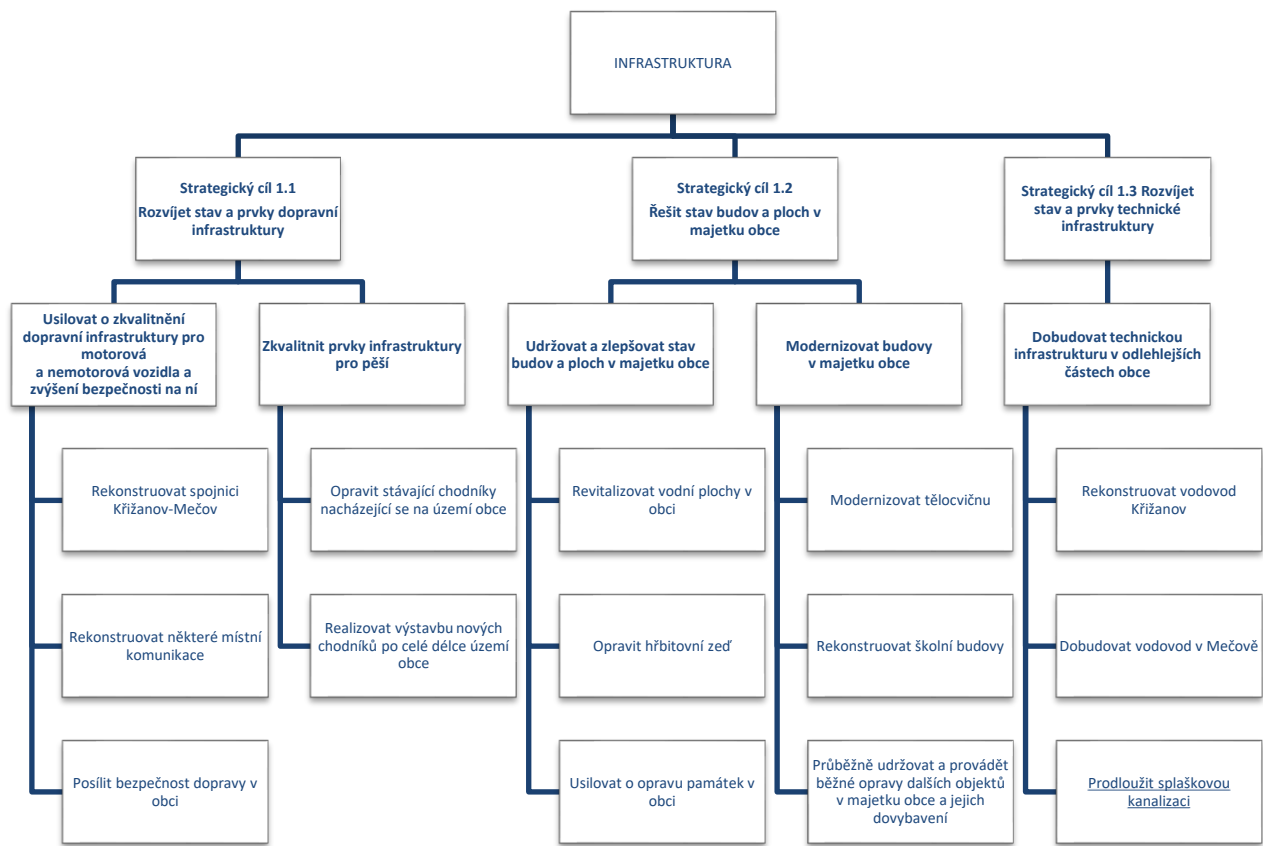 INFRASTRUKTURA
Strategický cíl 1.1
Rozvíjet stav a prvky dopravní
infrastruktury
Strategický cíl 1.2
Řešit stav budov a ploch v
majetku obce
Strategický cíl 1.3 Rozvíjet
stav a prvky technické
infrastruktury
Usilovat o zkvalitnění
dopravní infrastruktury pro
motorová
a nemotorová vozidla a
zvýšení bezpečnosti na ní
Zkvalitnit prvky infrastruktury
pro pěší
Udržovat a zlepšovat stav
budov a ploch v majetku obce
Modernizovat budovy
v majetku obce
Dobudovat technickou
infrastrukturu v odlehlejších
částech obce
Rekonstruovat spojnici
Křižanov-Mečov
Opravit stávající chodníky
nacházející se na území obce
Revitalizovat vodní plochy v
obci
Modernizovat tělocvičnu
Rekonstruovat vodovod
Křižanov
Rekonstruovat některé místní
komunikace
Realizovat výstavbu nových
chodníků po celé délce území
obce
Opravit hřbitovní zeď
Rekonstruovat školní budovy
Dobudovat vodovod v Mečově
Posílit bezpečnost dopravy v
obci
Usilovat o opravu památek v
obci
Průběžně udržovat a provádět
běžné opravy dalších objektů
v majetku obce a jejich
dovybavení
Prodloužit splaškovou
kanalizaci